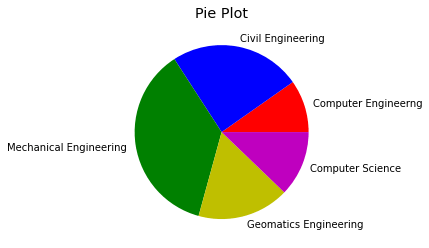 Pie Plot
Civil Engineering
Computer Engineerng
Mechanical Engineering
Computer Science
Geomatics Engineering